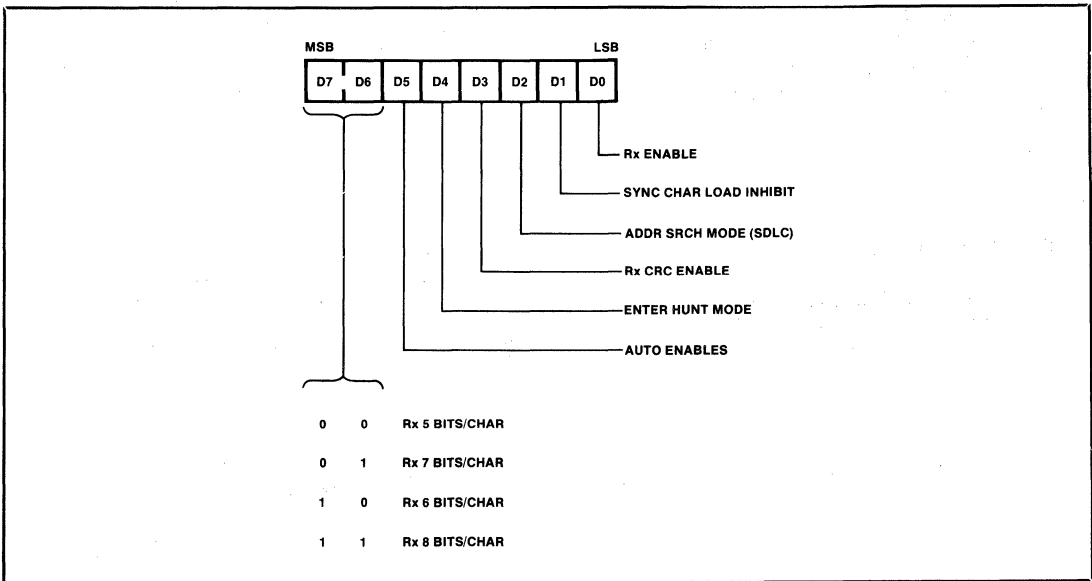 MSB LSB
D7 D6 D5 D4 D3 D2 D1 D0
Rx ENABLE
SYNC CHAR LOAD INHIBIT
ADDR SRCH MODE (SDLC)
Rx CRC ENABLE
ENTER HUNT MODE
AUTO ENABLES
0 0 Rx 5 BITS/CHAR
0 1 Rx 7 BITS/CHAR
1 0 Rx 6 BITS/CHAR
1 1 Rx 8 BITS/CHAR